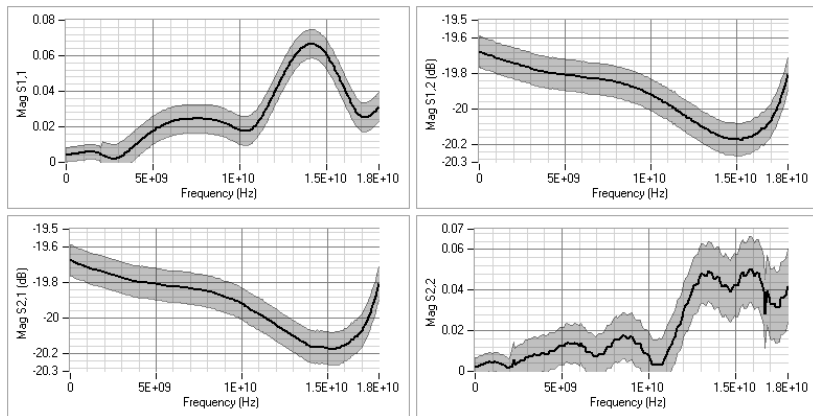 0.08
0.06
0.04
0.02
0
Mag S1,1
0 5E+09 1E+10 1.5E+10 1.8E+10
Frequency (Hz)
-19.5
-19.6
-19.8
-20
-20.2
-20.3
Mag S1,2 (dB)
0 5E+09 1E+10 1.5E+10 1.8E+10
Frequency (Hz)
-19.5
-19.6
-19.8
-20
-20.2
-20.3
Mag S2,1 (dB)
0 5E+09 1E+10 1.5E+10 1.8E+10
Frequency (Hz)
0.07
0.06
0.04
0.02
0
Mag S2,2
0 5E+09 1E+10 1.5E+10 1.8E+10
Frequency (Hz)